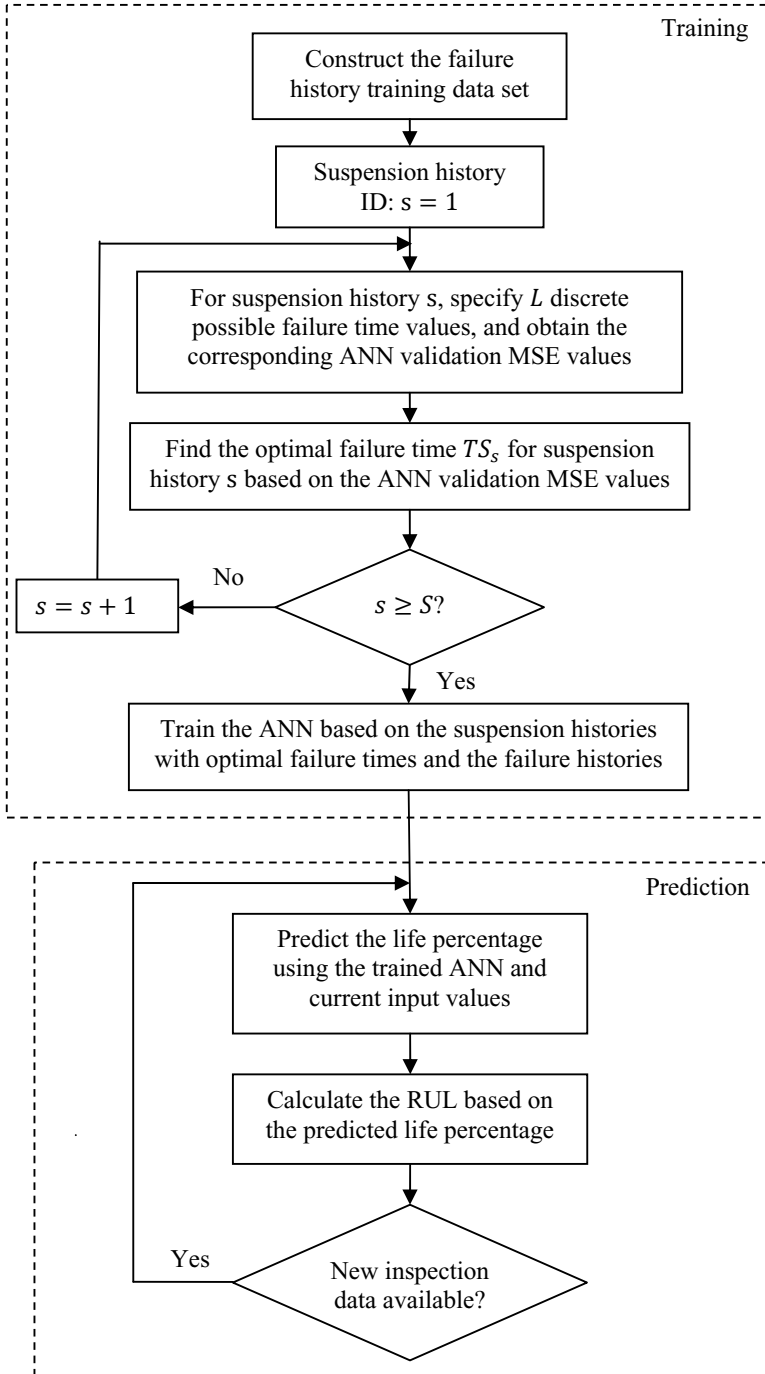 Training
Construct the failure
history training data set
Suspension history
ID: s = 1
For suspension history s, specify L discrete
possible failure time values, and obtain the
corresponding ANN validation MSE values
Find the optimal failure time TSₛ for suspension
history s based on the ANN validation MSE values
No
s = s + 1
s ≥ S?
Yes
Train the ANN based on the suspension histories
with optimal failure times and the failure histories
Prediction
Predict the life percentage
using the trained ANN and
current input values
Calculate the RUL based on
the predicted life percentage
Yes
New inspection
data available?